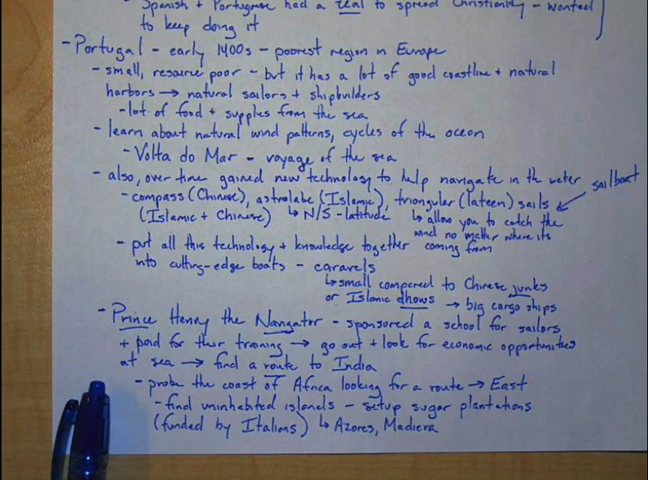 Spanish + Portuguese had a real to spread Christianity - wanted
to keep doing it
- Portugal - early 1400s - poorest region in Europe
- small, resource poor - but it has a lot of good coastline + natural
harbors → natural sailors + shipbuilders
- lot of food + supplies from the sea
- learn about natural wind patterns, cycles of the ocean
- Volta do Mar - voyage of the sea
- also, over time gained new technology to help navigate in the water
sailboat
- compass (Chinese), astrolabe (Islamic), triangular (lateen) sails
(Islamic + Chinese) ↳ N/S - latitude ↳ allow you to catch the
wind no matter where its
coming from
- put all this technology + knowledge together
into cutting-edge boats - caravels
↳ small compared to Chinese junks
or Islamic dhows → big cargo ships
- Prince Henry the Navigator - sponsored a school for sailors
+ paid for their training → go out + look for economic opportunities
at sea → find a route to India
- probe the coast of Africa looking for a route → East
- find uninhabited islands - setup sugar plantations
(funded by Italians) ↳ Azores, Madiera